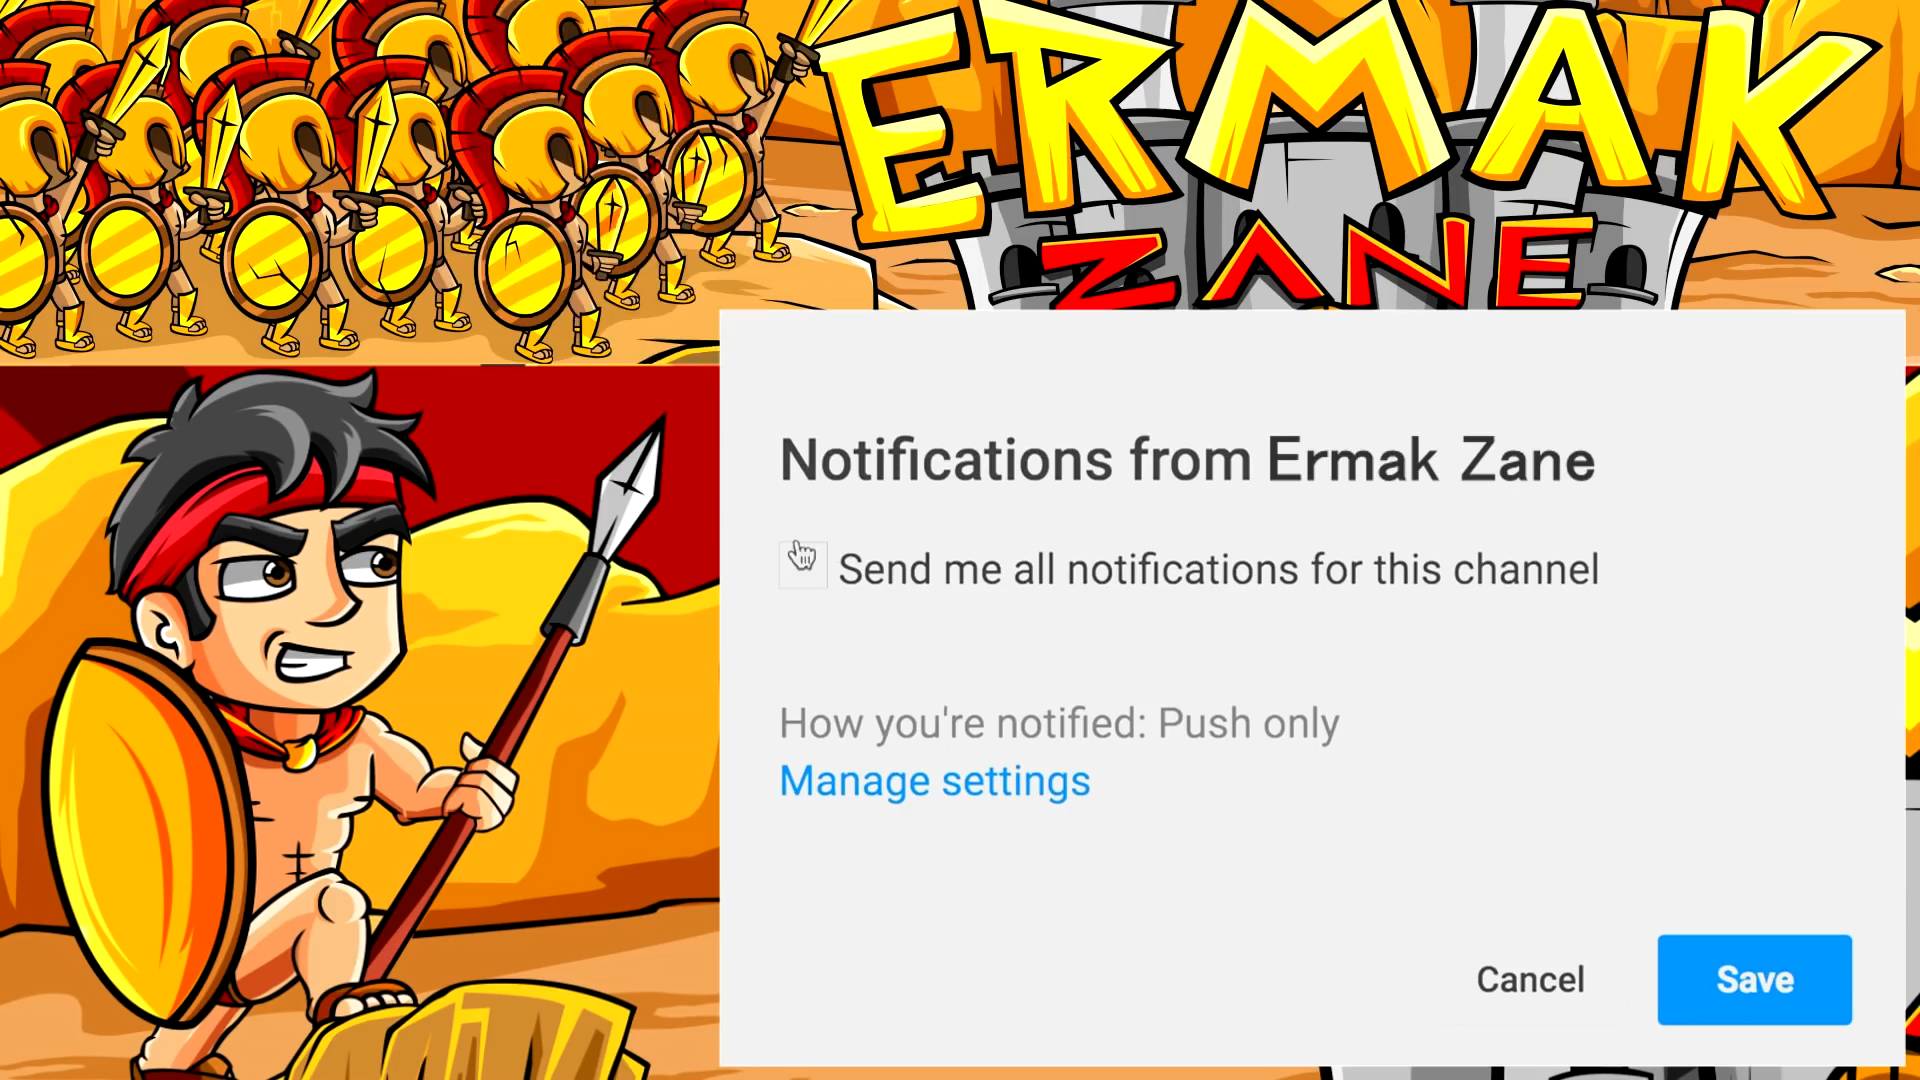 ERMAK
ZANE
Notifications from Ermak Zane
Send me all notifications for this channel
How you're notified: Push only
Manage settings
Cancel
Save